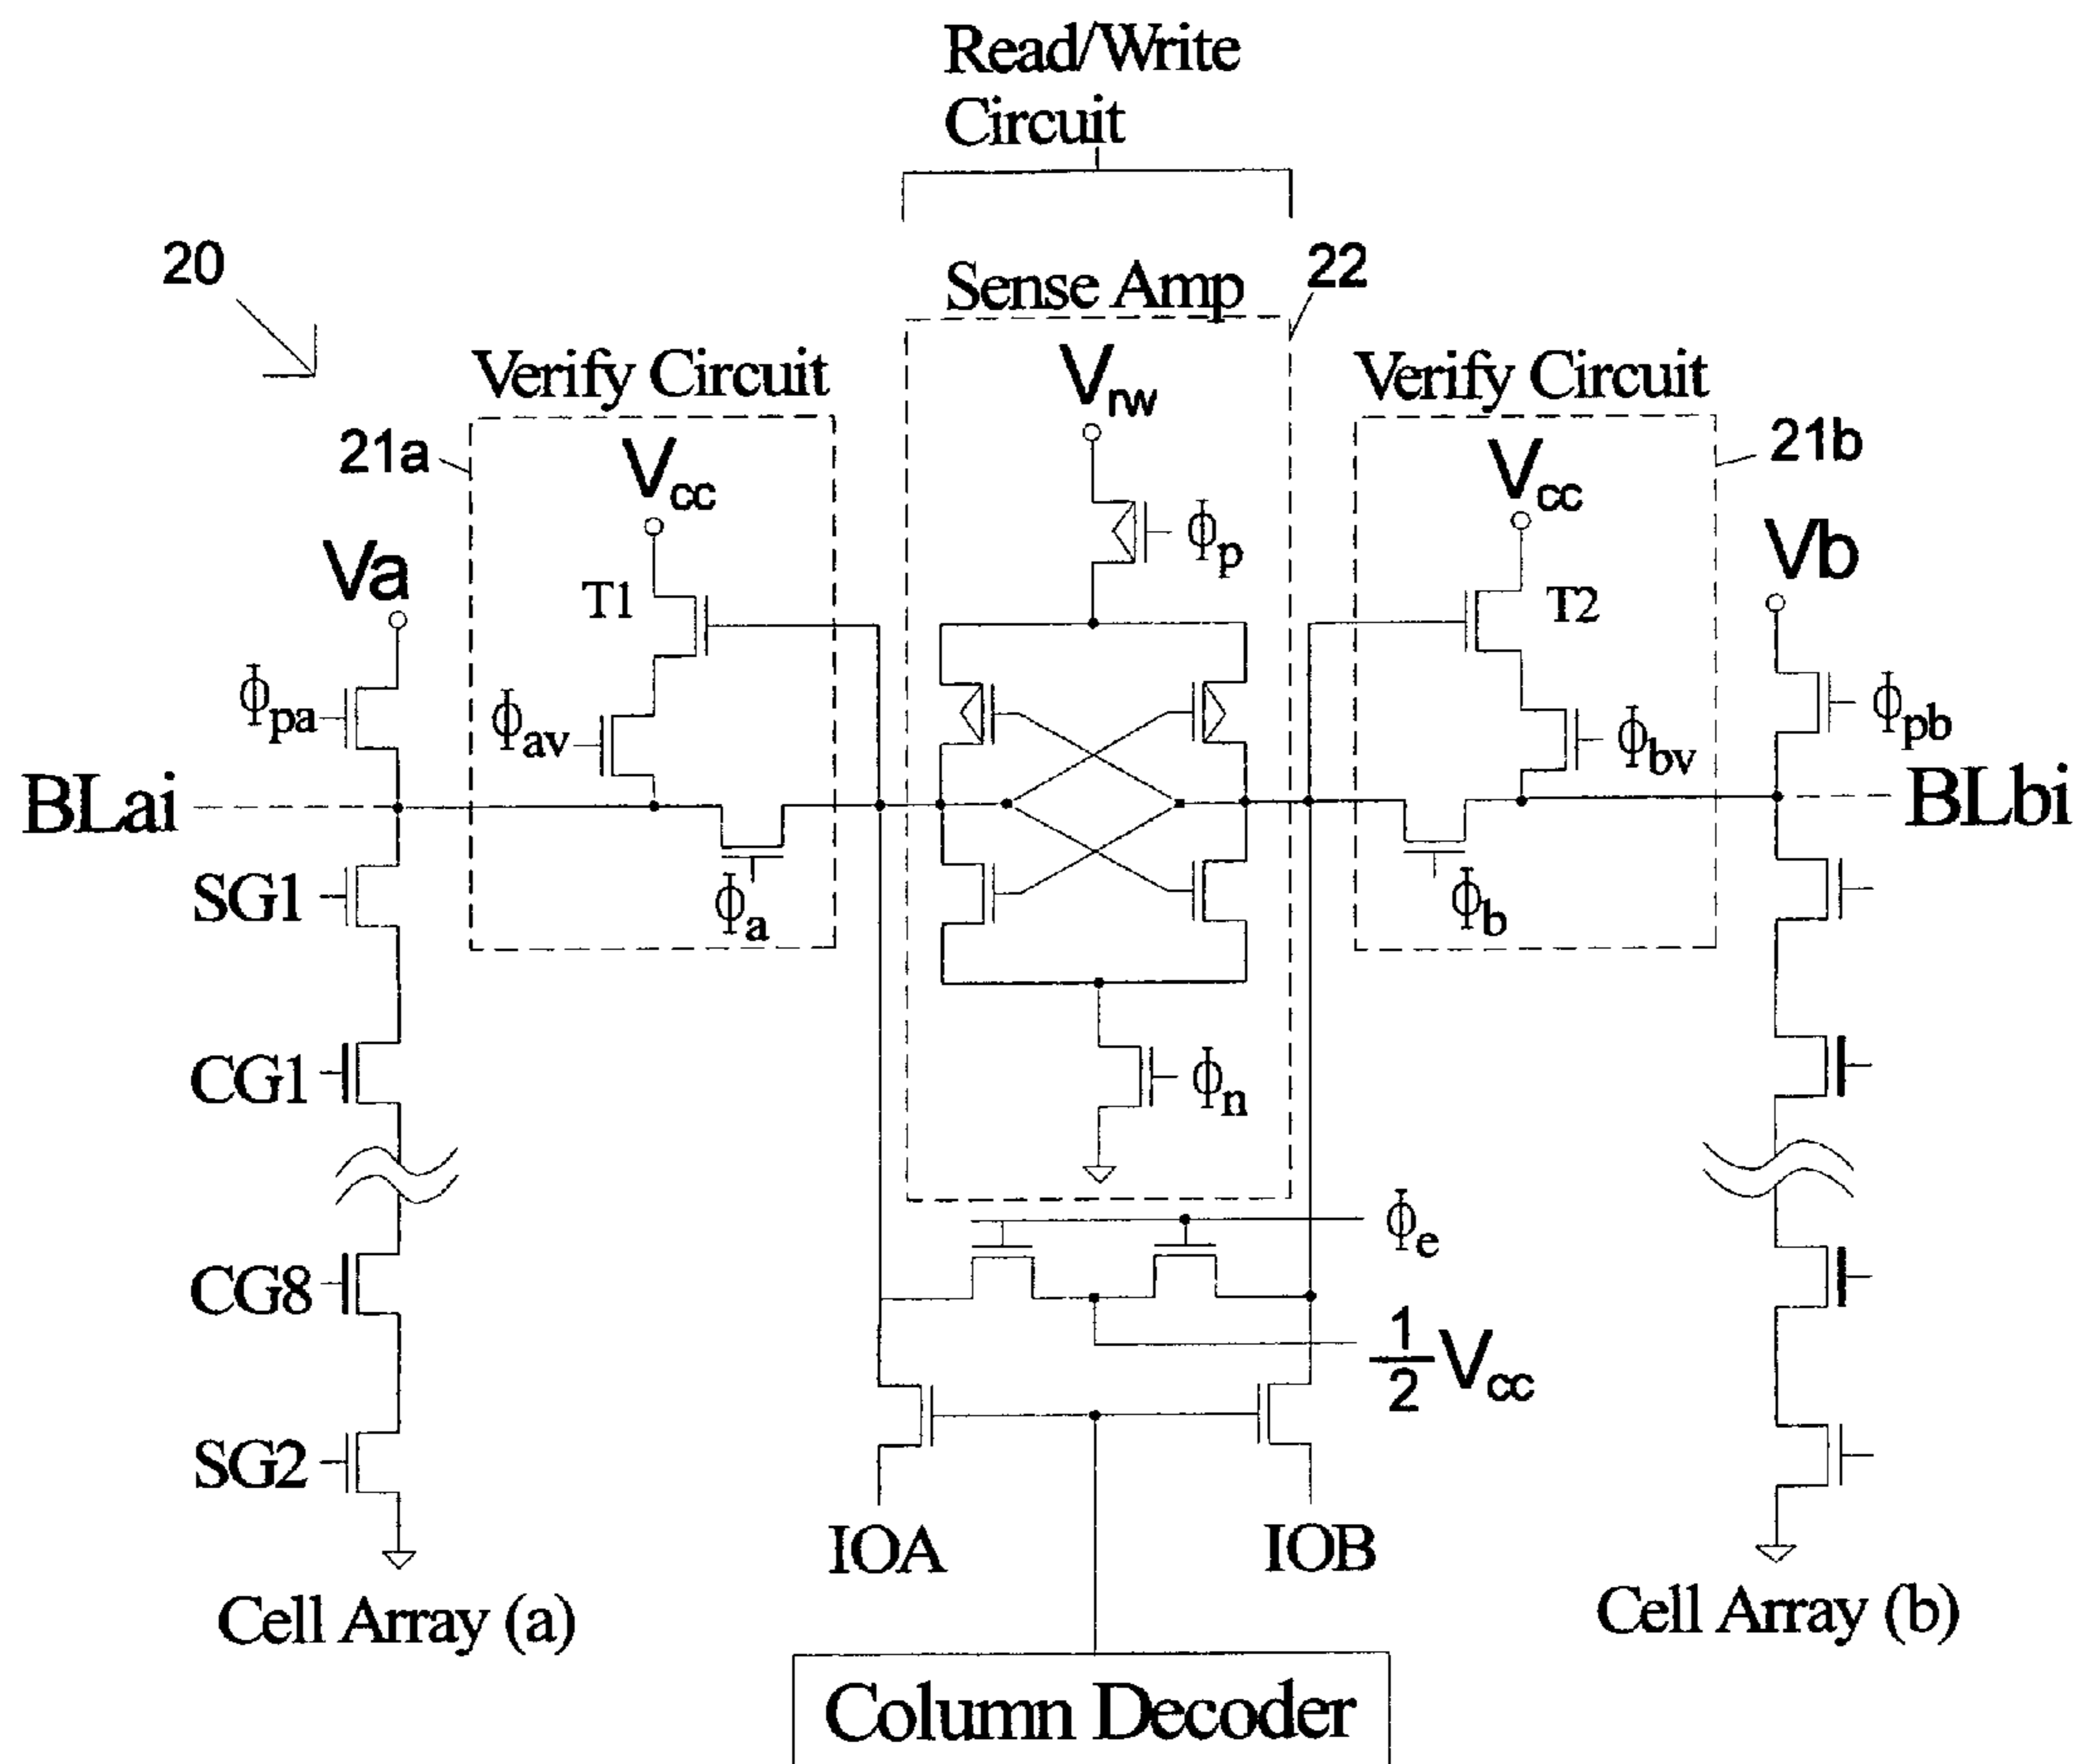 Read/Write
Circuit
20
Sense Amp
22
Verify Circuit
Verify Circuit
21a
Vcc
Vrw
Vcc
21b
Va
T1
Φp
T2
Vb
Φpa
Φav
Φbv
Φpb
BLai
BLbi
SG1
Φa
Φb
CG1
Φn
CG8
Φe
1/2 Vcc
SG2
IOA
IOB
Cell Array (a)
Cell Array (b)
Column Decoder